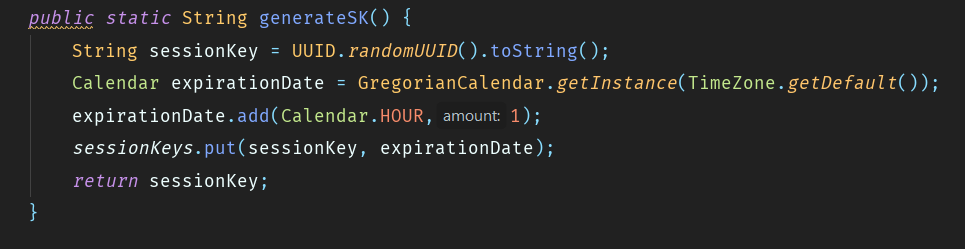 public static String generateSK() {
    String sessionKey = UUID.randomUUID().toString();
    Calendar expirationDate = GregorianCalendar.getInstance(TimeZone.getDefault());
    expirationDate.add(Calendar.HOUR, amount: 1);
    sessionKeys.put(sessionKey, expirationDate);
    return sessionKey;
}